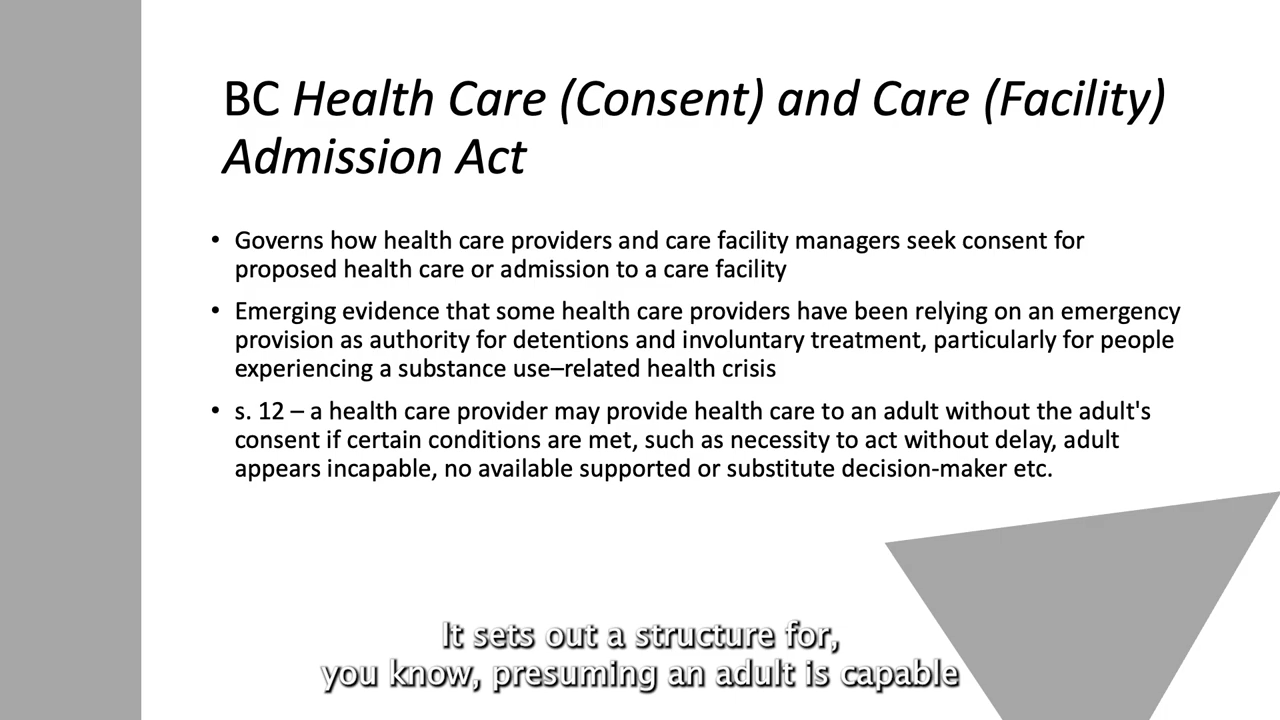 BC Health Care (Consent) and Care (Facility)
Admission Act
• Governs how health care providers and care facility managers seek consent for
proposed health care or admission to a care facility
• Emerging evidence that some health care providers have been relying on an emergency
provision as authority for detentions and involuntary treatment, particularly for people
experiencing a substance use–related health crisis
• s. 12 – a health care provider may provide health care to an adult without the adult's
consent if certain conditions are met, such as necessity to act without delay, adult
appears incapable, no available supported or substitute decision-maker etc.
It sets out a structure for,
you know, presuming an adult is capable